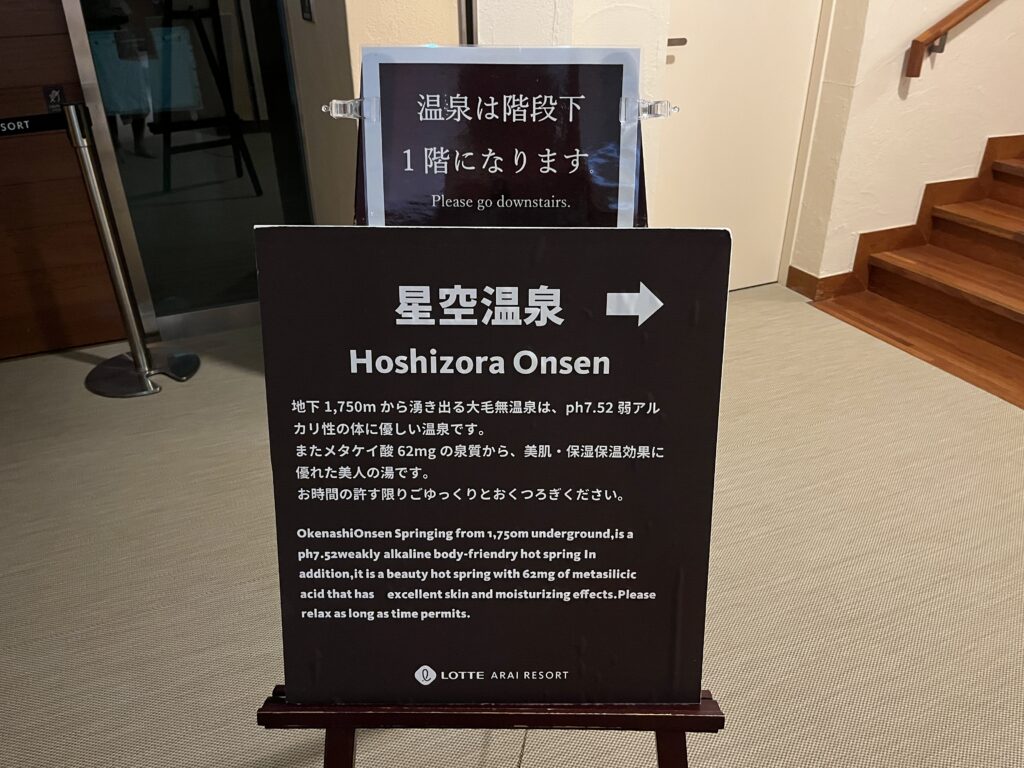 温泉は階段下
1階になります。
Please go downstairs.
SORT
星空温泉
Hoshizora Onsen
地下 1,750m から湧き出る大毛無温泉は、ph7.52 弱アル
カリ性の体に優しい温泉です。
またメタケイ酸 62mg の泉質から、美肌・保湿保温効果に
優れた美人の湯です。
お時間の許す限りごゆっくりとおくつろぎください。
OkenashiOnsen Springing from 1,750m underground,is a
ph7.52weakly alkaline body-friendry hot spring In
addition,it is a beauty hot spring with 62mg of metasilicic
acid that has excellent skin and moisturizing effects.Please
relax as long as time permits.
LOTTE ARAI RESORT